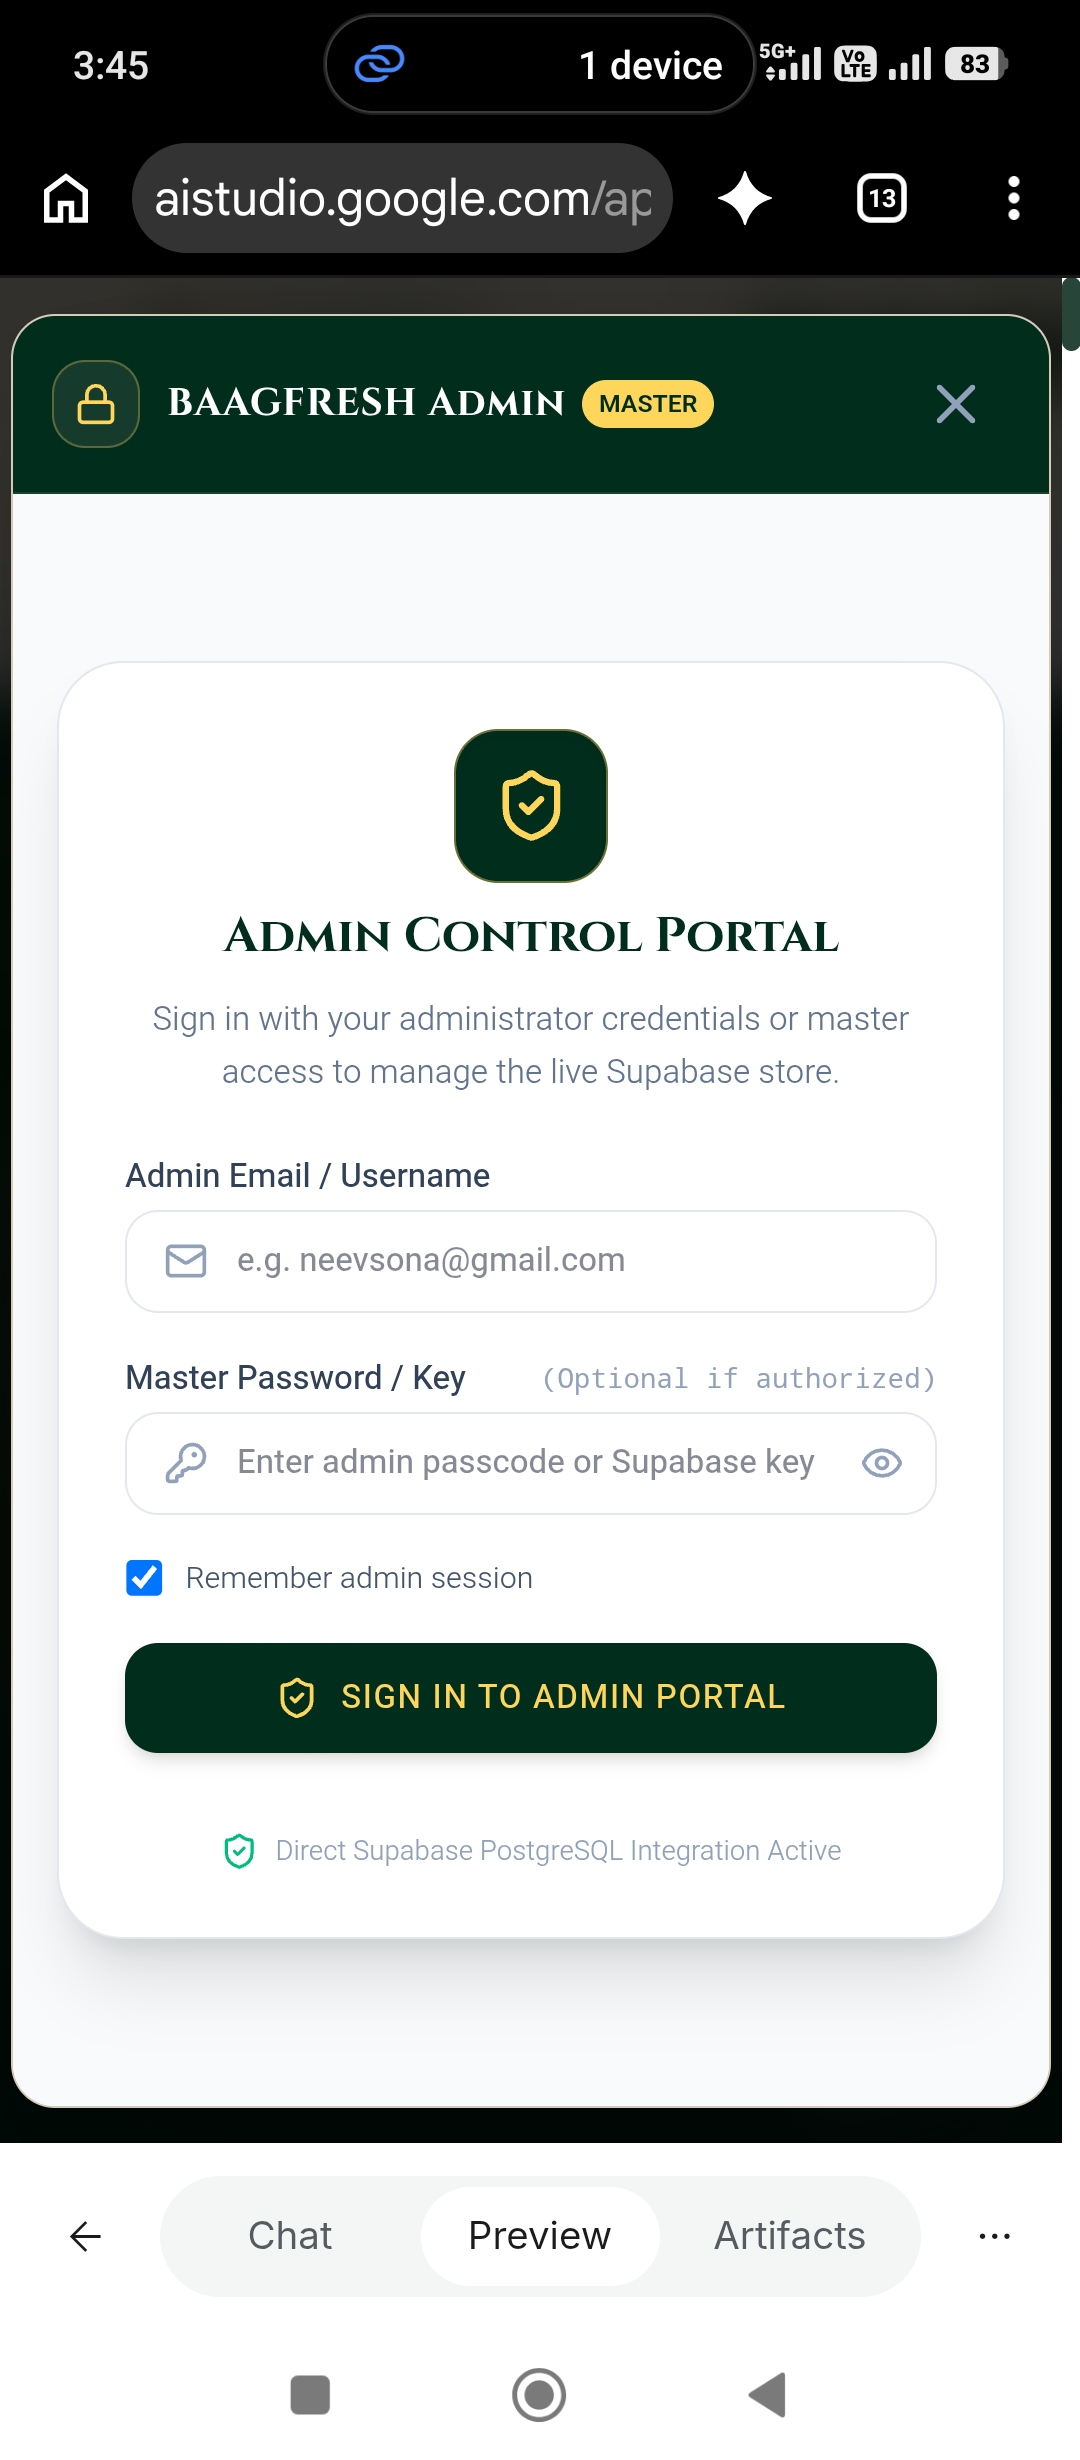 3:45
1 device
5G+
Vo
LTE
83
aistudio.google.com/ap
13
BAAGFRESH ADMIN
MASTER
ADMIN CONTROL PORTAL
Sign in with your administrator credentials or master
access to manage the live Supabase store.
Admin Email / Username
e.g. neevsona@gmail.com
Master Password / Key
(Optional if authorized)
Enter admin passcode or Supabase key
Remember admin session
SIGN IN TO ADMIN PORTAL
Direct Supabase PostgreSQL Integration Active
Chat
Preview
Artifacts